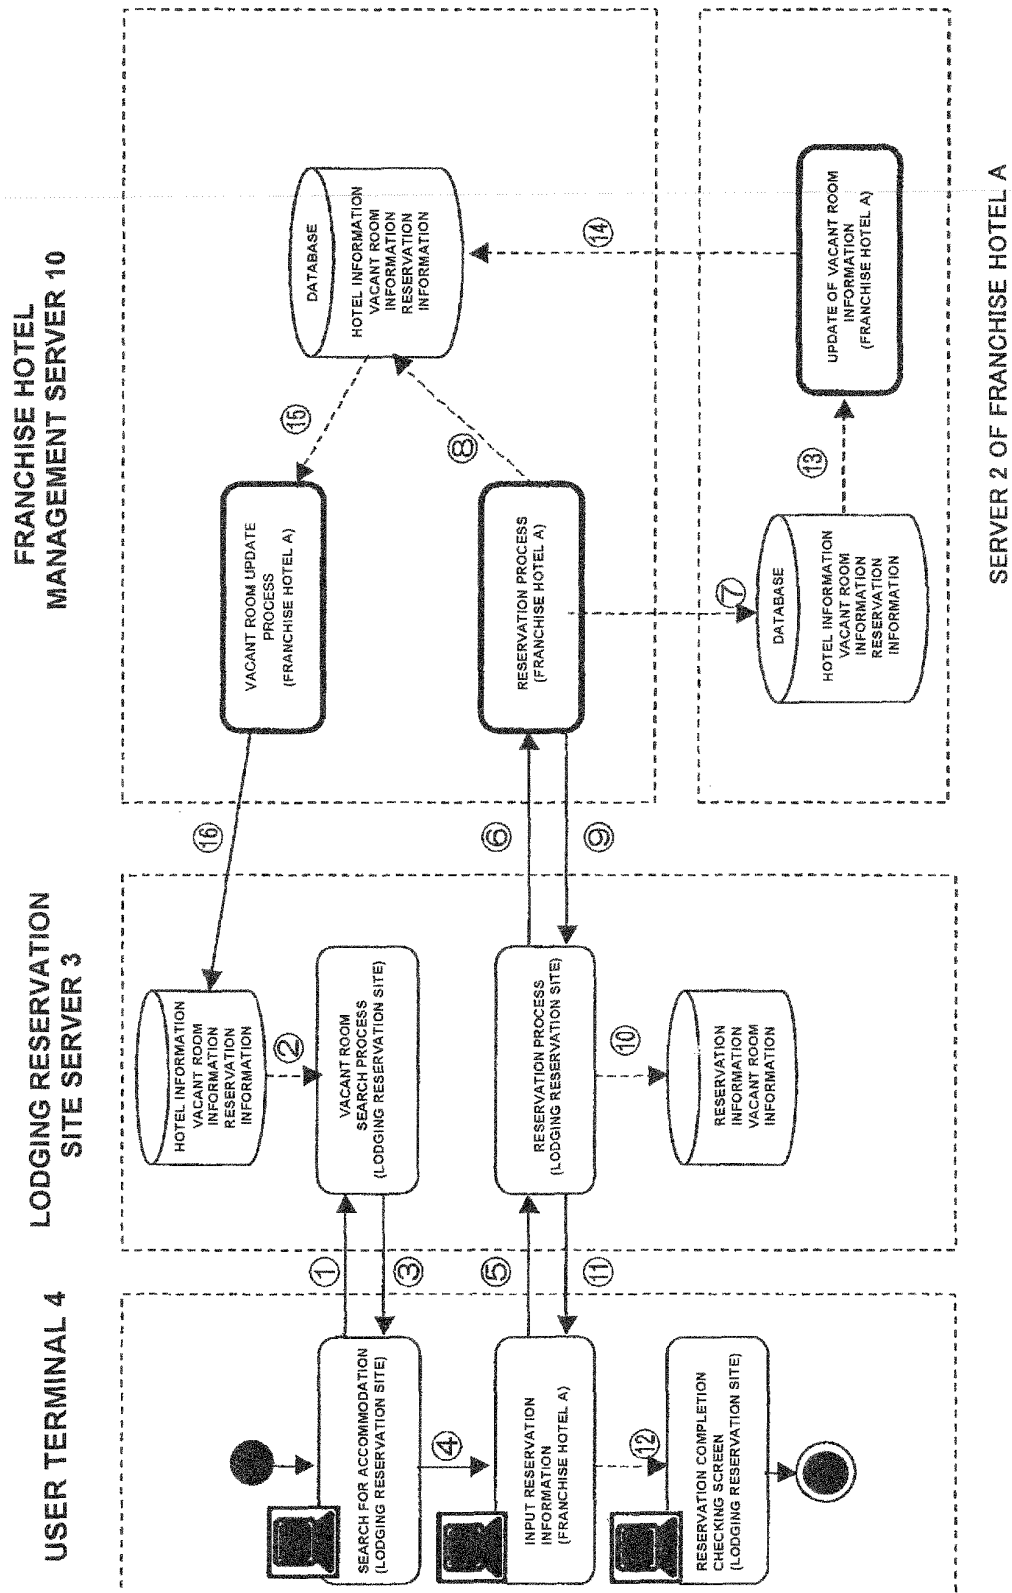 USER TERMINAL 4
SEARCH FOR ACCOMMODATION
(LODGING RESERVATION SITE)
④
INPUT RESERVATION
INFORMATION
(FRANCHISE HOTEL A)
⑫
RESERVATION COMPLETION
CHECKING SCREEN
(LODGING RESERVATION SITE)
①
③
⑤
⑪
LODGING RESERVATION
SITE SERVER 3
HOTEL INFORMATION
VACANT ROOM
INFORMATION
RESERVATION
INFORMATION
②
VACANT ROOM
SEARCH PROCESS
(LODGING RESERVATION SITE)
RESERVATION PROCESS
(LODGING RESERVATION SITE)
⑩
RESERVATION
INFORMATION
VACANT ROOM
INFORMATION
⑯
⑥
⑨
FRANCHISE HOTEL
MANAGEMENT SERVER 10
VACANT ROOM UPDATE
PROCESS
(FRANCHISE HOTEL A)
RESERVATION PROCESS
(FRANCHISE HOTEL A)
⑮
⑧
DATABASE
HOTEL INFORMATION
VACANT ROOM
INFORMATION
RESERVATION
INFORMATION
⑦
⑭
DATABASE
HOTEL INFORMATION
VACANT ROOM
INFORMATION
RESERVATION
INFORMATION
⑬
UPDATE OF VACANT ROOM
INFORMATION
(FRANCHISE HOTEL A)
SERVER 2 OF FRANCHISE HOTEL A